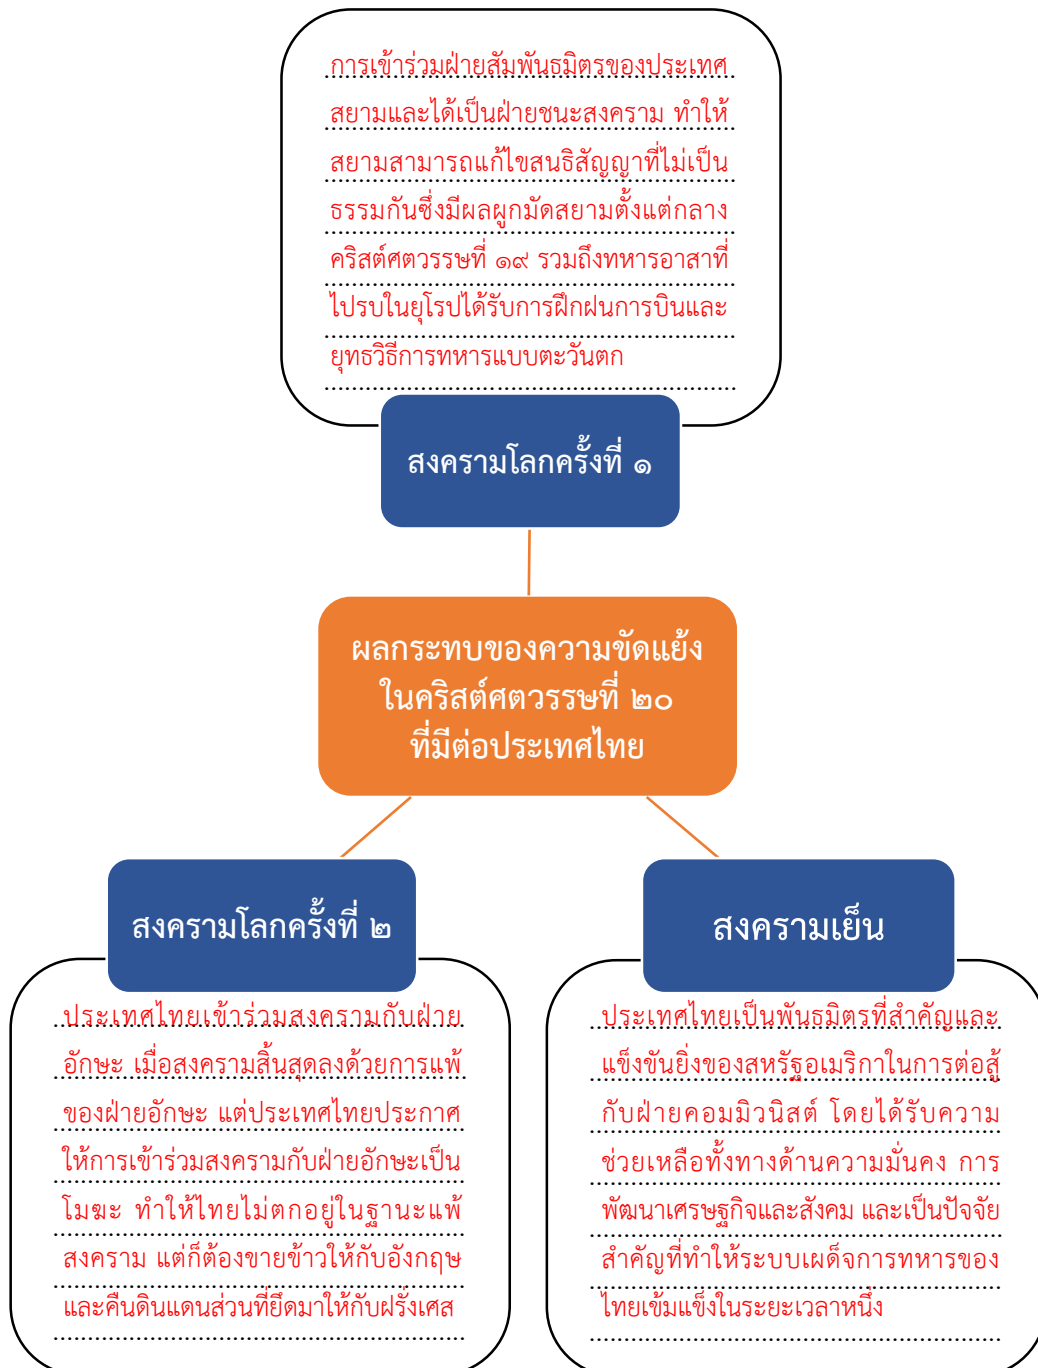 การเข้าร่วมฝ่ายสัมพันธมิตรของประเทศ
สยามและได้เป็นฝ่ายชนะสงคราม ทำให้
สยามสามารถแก้ไขสนธิสัญญาที่ไม่เป็น
ธรรมกันซึ่งมีผลผูกมัดสยามตั้งแต่กลาง
คริสต์ศตวรรษที่ ๑๙ รวมถึงทหารอาสาที่
ไปรบในยุโรปได้รับการฝึกฝนการบินและ
ยุทธวิธีการทหารแบบตะวันตก
สงครามโลกครั้งที่ ๑
ผลกระทบของความขัดแย้ง
ในคริสต์ศตวรรษที่ ๒๐
ที่มีต่อประเทศไทย
สงครามโลกครั้งที่ ๒
ประเทศไทยเข้าร่วมสงครามกับฝ่าย
อักษะ เมื่อสงครามสิ้นสุดลงด้วยการแพ้
ของฝ่ายอักษะ แต่ประเทศไทยประกาศ
ให้การเข้าร่วมสงครามกับฝ่ายอักษะเป็น
โมฆะ ทำให้ไทยไม่ตกอยู่ในฐานะแพ้
สงคราม แต่ก็ต้องขายข้าวให้กับอังกฤษ
และคืนดินแดนส่วนที่ยึดมาให้กับฝรั่งเศส
สงครามเย็น
ประเทศไทยเป็นพันธมิตรที่สำคัญและ
แข็งขันยิ่งของสหรัฐอเมริกาในการต่อสู้
กับฝ่ายคอมมิวนิสต์ โดยได้รับความ
ช่วยเหลือทั้งทางด้านความมั่นคง การ
พัฒนาเศรษฐกิจและสังคม และเป็นปัจจัย
สำคัญที่ทำให้ระบบเผด็จการทหารของ
ไทยเข้มแข็งในระยะเวลาหนึ่ง